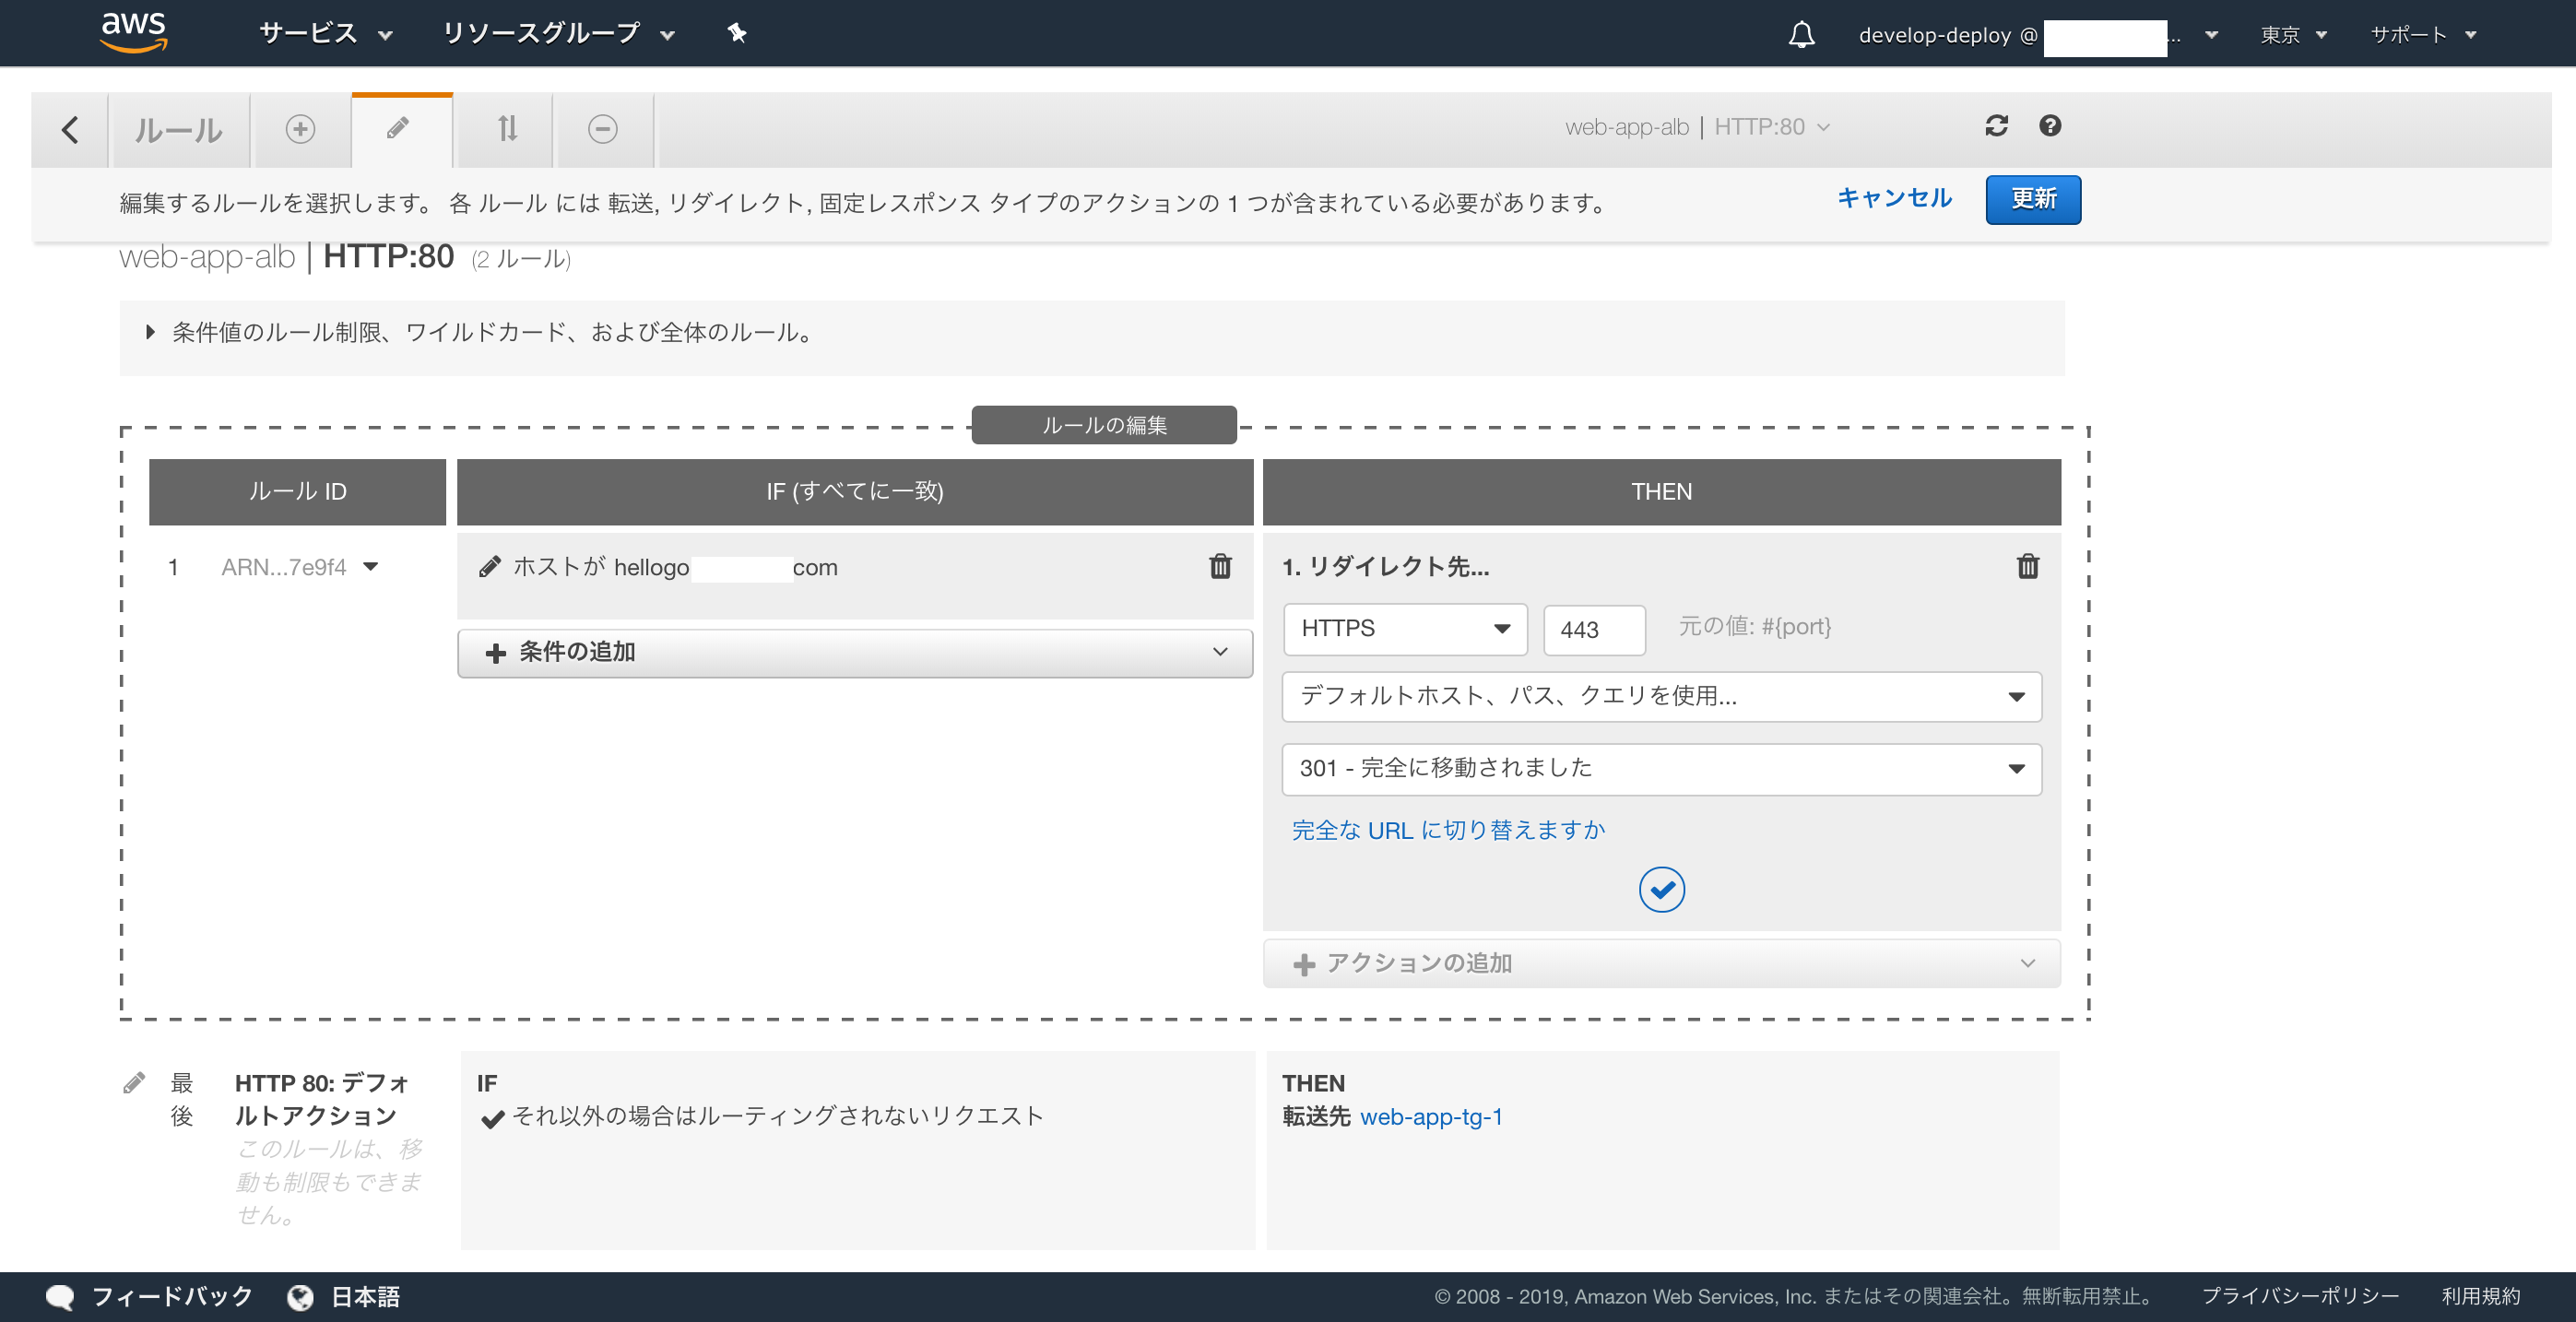 aws サービス リソースグループ develop-deploy @ ... 東京 サポート
ルール web-app-alb | HTTP:80
編集するルールを選択します。 各 ルール には 転送, リダイレクト, 固定レスポンス タイプのアクションの 1 つが含まれている必要があります。 キャンセル 更新
web-app-alb | HTTP:80 (2 ルール)
条件値のルール制限、ワイルドカード、および全体のルール。
ルールの編集
ルール ID IF (すべてに一致) THEN
1 ARN...7e9f4 ホストが hellogo com 1. リダイレクト先...
HTTPS 443 元の値: #{port}
条件の追加
デフォルトホスト、パス、クエリを使用...
301 - 完全に移動されました
完全な URL に切り替えますか
アクションの追加
最後
HTTP 80: デフォ
ルトアクション
このルールは、移
動も制限もできま
せん。
IF
それ以外の場合はルーティングされないリクエスト
THEN
転送先 web-app-tg-1
フィードバック 日本語 © 2008 - 2019, Amazon Web Services, Inc. またはその関連会社。無断転用禁止。 プライバシーポリシー 利用規約